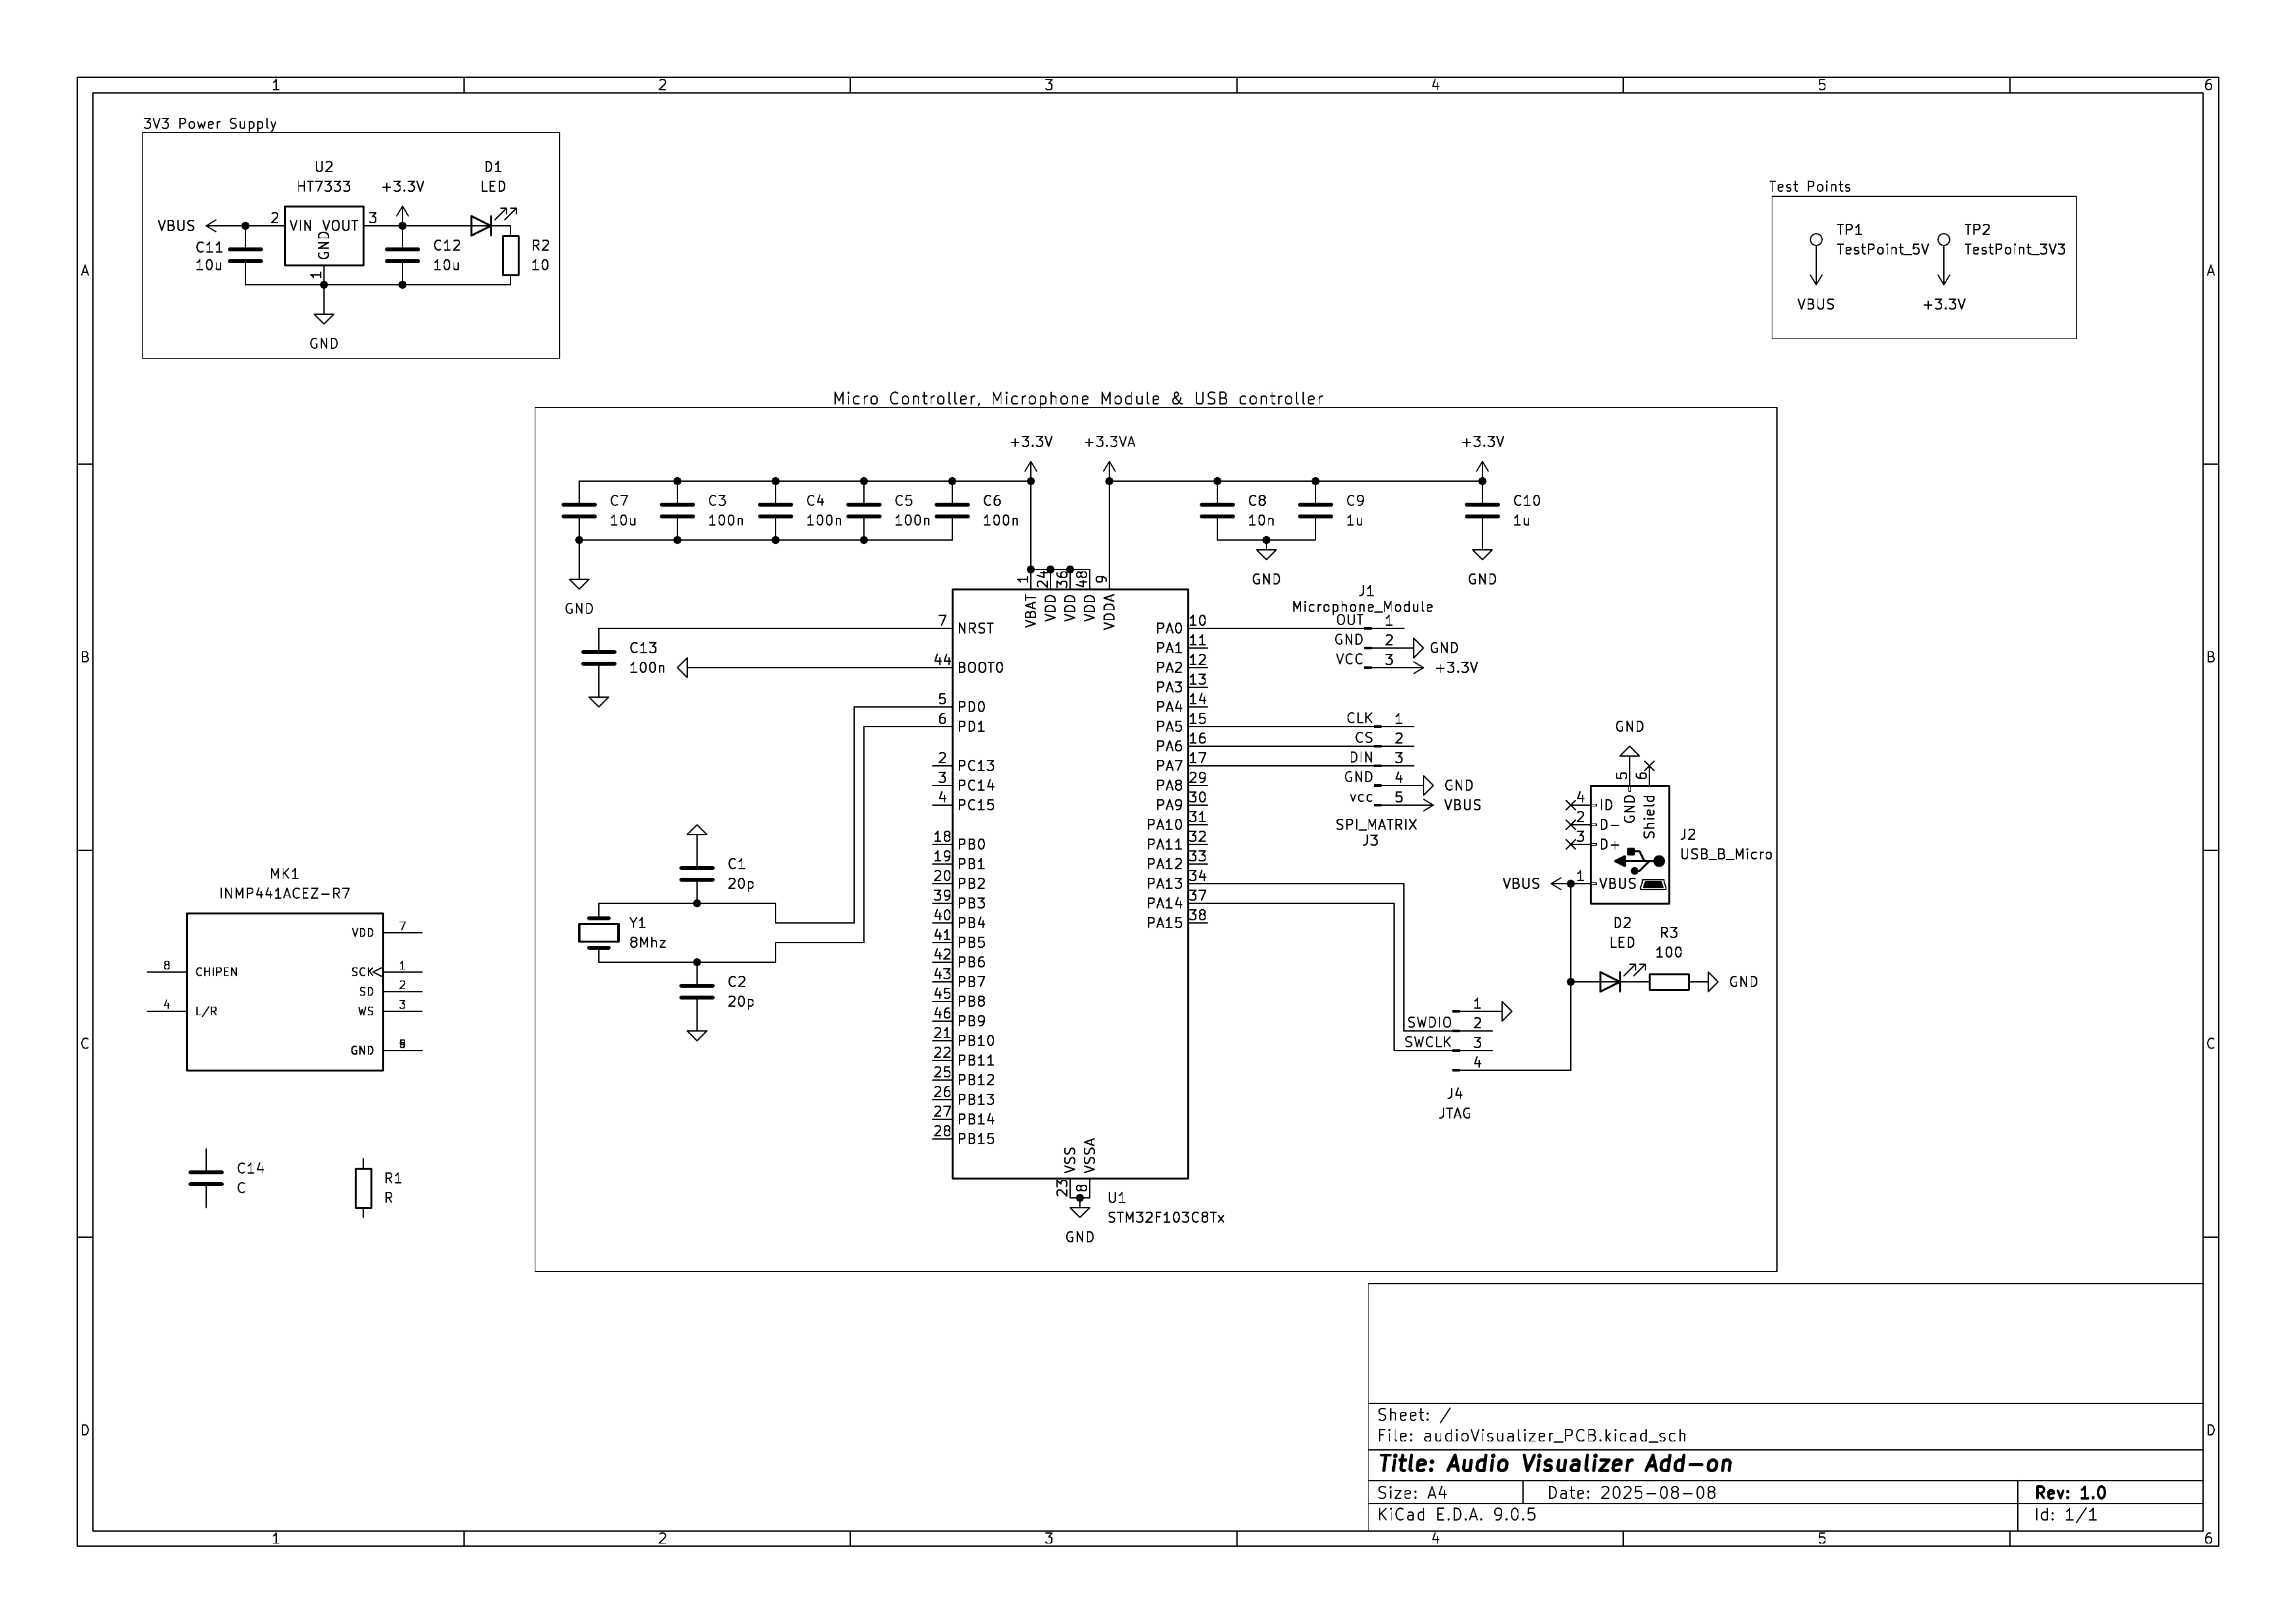 1 2 3 4 5 6
A A
B B
C C
D D
1 2 3 4 5 6
3V3 Power Supply
U2
HT7333
+3.3V
D1
LED
VBUS
2
VIN VOUT
3
GND
1
C11
10u
C12
10u
R2
10
GND
Test Points
TP1
TestPoint_5V
TP2
TestPoint_3V3
VBUS
+3.3V
Micro Controller, Microphone Module & USB controller
+3.3V
+3.3VA
+3.3V
C7
10u
C3
100n
C4
100n
C5
100n
C6
100n
C8
10n
C9
1u
C10
1u
GND
GND
GND
1 24 36 48 9
VBAT VDD VDD VDD VDDA
7 NRST
44 BOOT0
5 PD0
6 PD1
2 PC13
3 PC14
4 PC15
18 PB0
19 PB1
20 PB2
39 PB3
40 PB4
41 PB5
42 PB6
43 PB7
45 PB8
46 PB9
21 PB10
22 PB11
25 PB12
26 PB13
27 PB14
28 PB15
PA0 10
PA1 11
PA2 12
PA3 13
PA4 14
PA5 15
PA6 16
PA7 17
PA8 29
PA9 30
PA10 31
PA11 32
PA12 33
PA13 34
PA14 37
PA15 38
VSS VSSA
23 8
GND
U1
STM32F103C8Tx
C13
100n
C1
20p
Y1
8Mhz
C2
20p
J1
Microphone_Module
OUT 1
GND 2 GND
VCC 3 +3.3V
CLK 1
CS 2
DIN 3
GND 4 GND
vcc 5 VBUS
SPI_MATRIX
J3
GND
5 6
GND Shield
4 ID
2 D-
3 D+
1 VBUS
VBUS
J2
USB_B_Micro
D2
LED
R3
100
GND
1
SWDIO 2
SWCLK 3
4
J4
JTAG
MK1
INMP441ACEZ-R7
VDD 7
8 CHIPEN
SCK 1
SD 2
4 L/R
WS 3
GND
C14
C
R1
R
Sheet: /
File: audioVisualizer_PCB.kicad_sch
Title: Audio Visualizer Add-on
Size: A4 Date: 2025-08-08 Rev: 1.0
KiCad E.D.A. 9.0.5 Id: 1/1